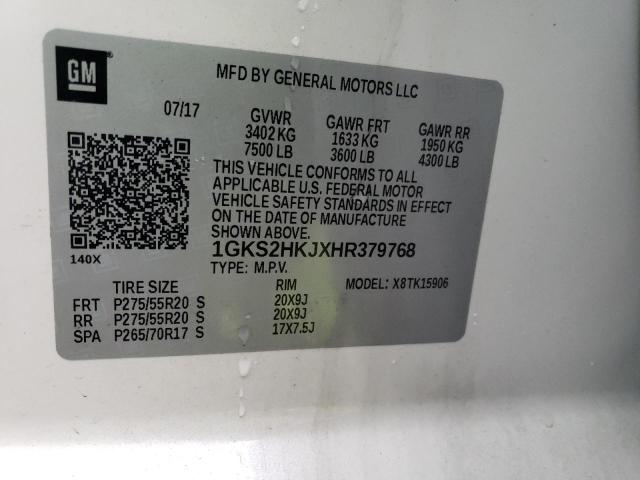 GM
MFD BY GENERAL MOTORS LLC
07/17 GVWR GAWR FRT GAWR RR
3402 KG 1633 KG 1950 KG
7500 LB 3600 LB 4300 LB
THIS VEHICLE CONFORMS TO ALL
APPLICABLE U.S. FEDERAL MOTOR
VEHICLE SAFETY STANDARDS IN EFFECT
ON THE DATE OF MANUFACTURE
SHOWN ABOVE.
140X
1GKS2HKJXHR379768
TYPE: M.P.V. MODEL: X8TK15906
TIRE SIZE RIM
FRT P275/55R20 S 20X9J
RR P275/55R20 S 20X9J
SPA P265/70R17 S 17X7.5J